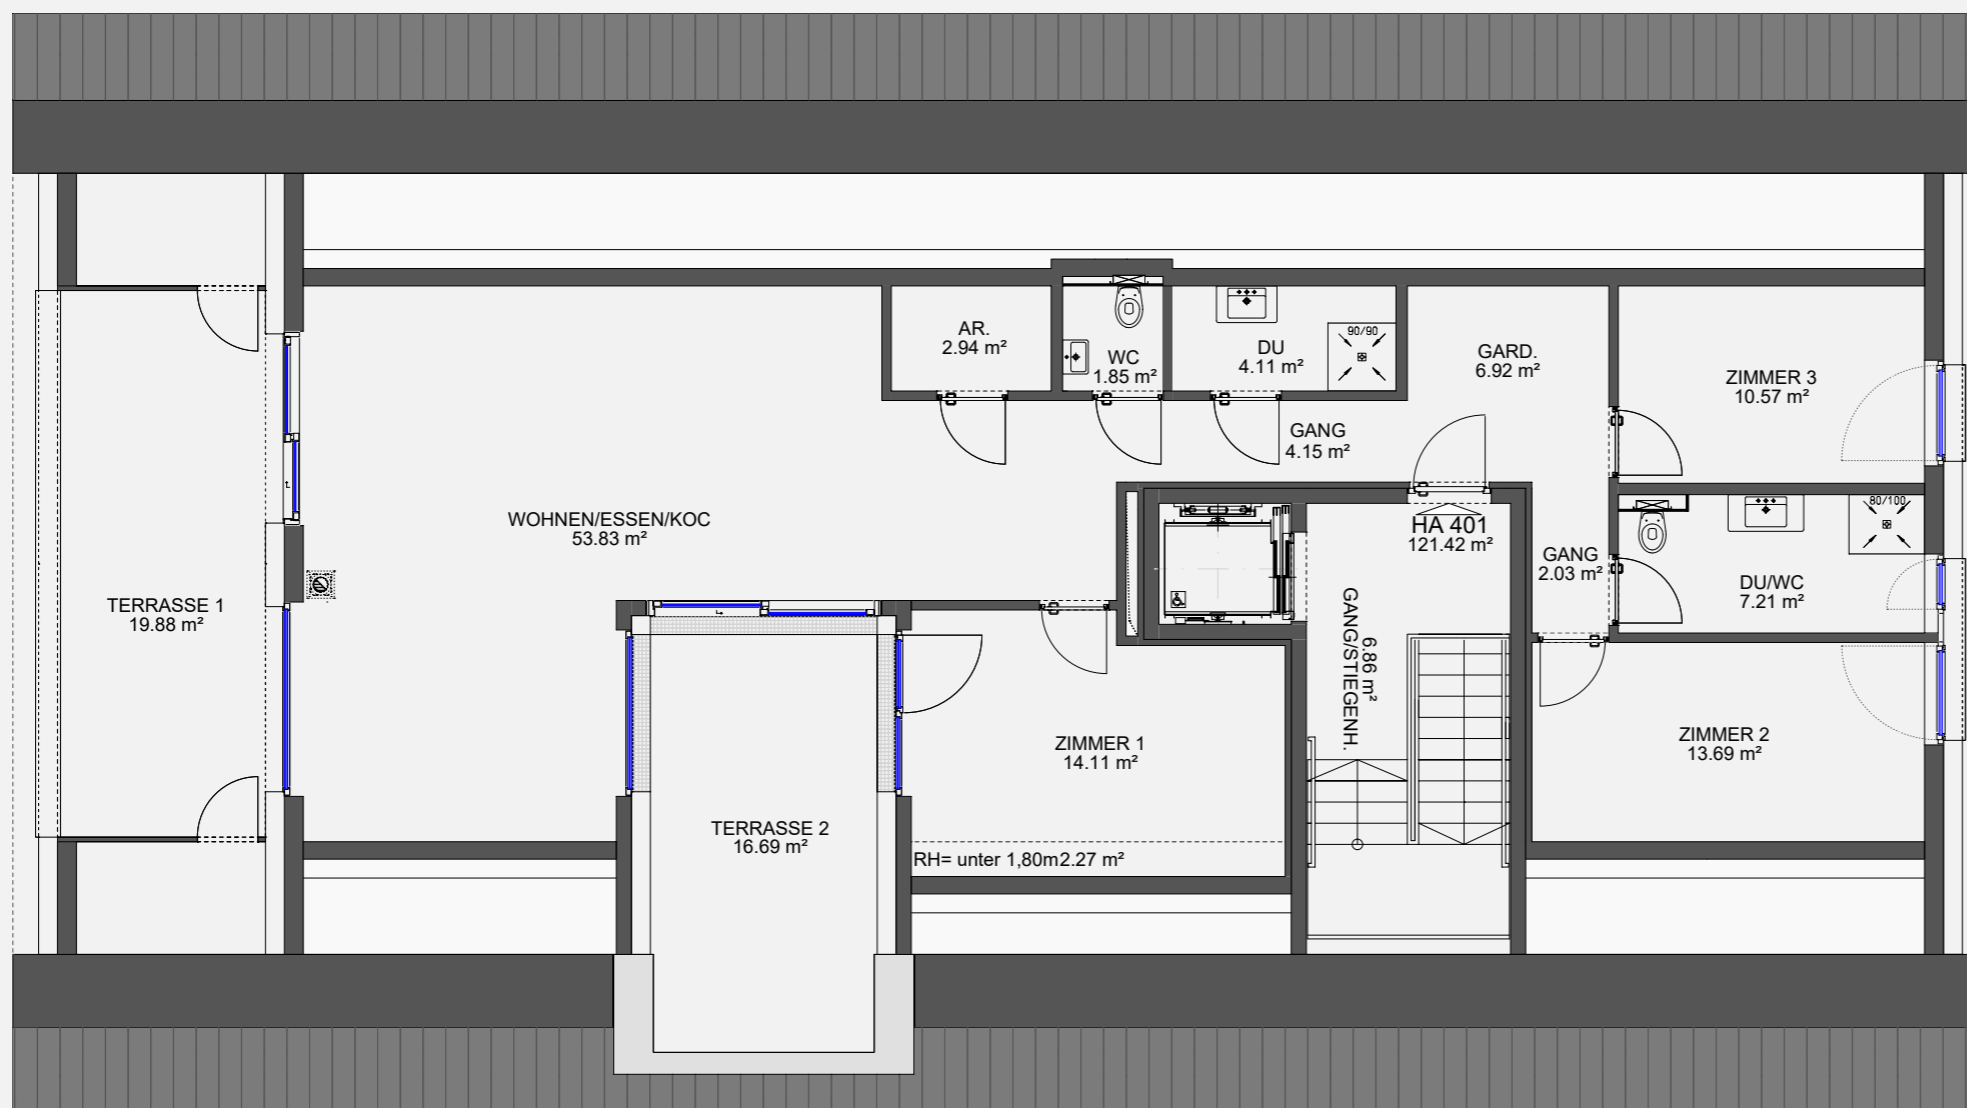 AR.
2.94 m²
WC
1.85 m²
DU
4.11 m²
90/90
GARD.
6.92 m²
ZIMMER 3
10.57 m²
GANG
4.15 m²
WOHNEN/ESSEN/KOC
53.83 m²
HA 401
121.42 m²
80/100
GANG
2.03 m²
DU/WC
7.21 m²
TERRASSE 1
19.88 m²
6.86 m²
GANG/STIEGENH.
ZIMMER 1
14.11 m²
ZIMMER 2
13.69 m²
TERRASSE 2
16.69 m²
RH= unter 1,80m2.27 m²